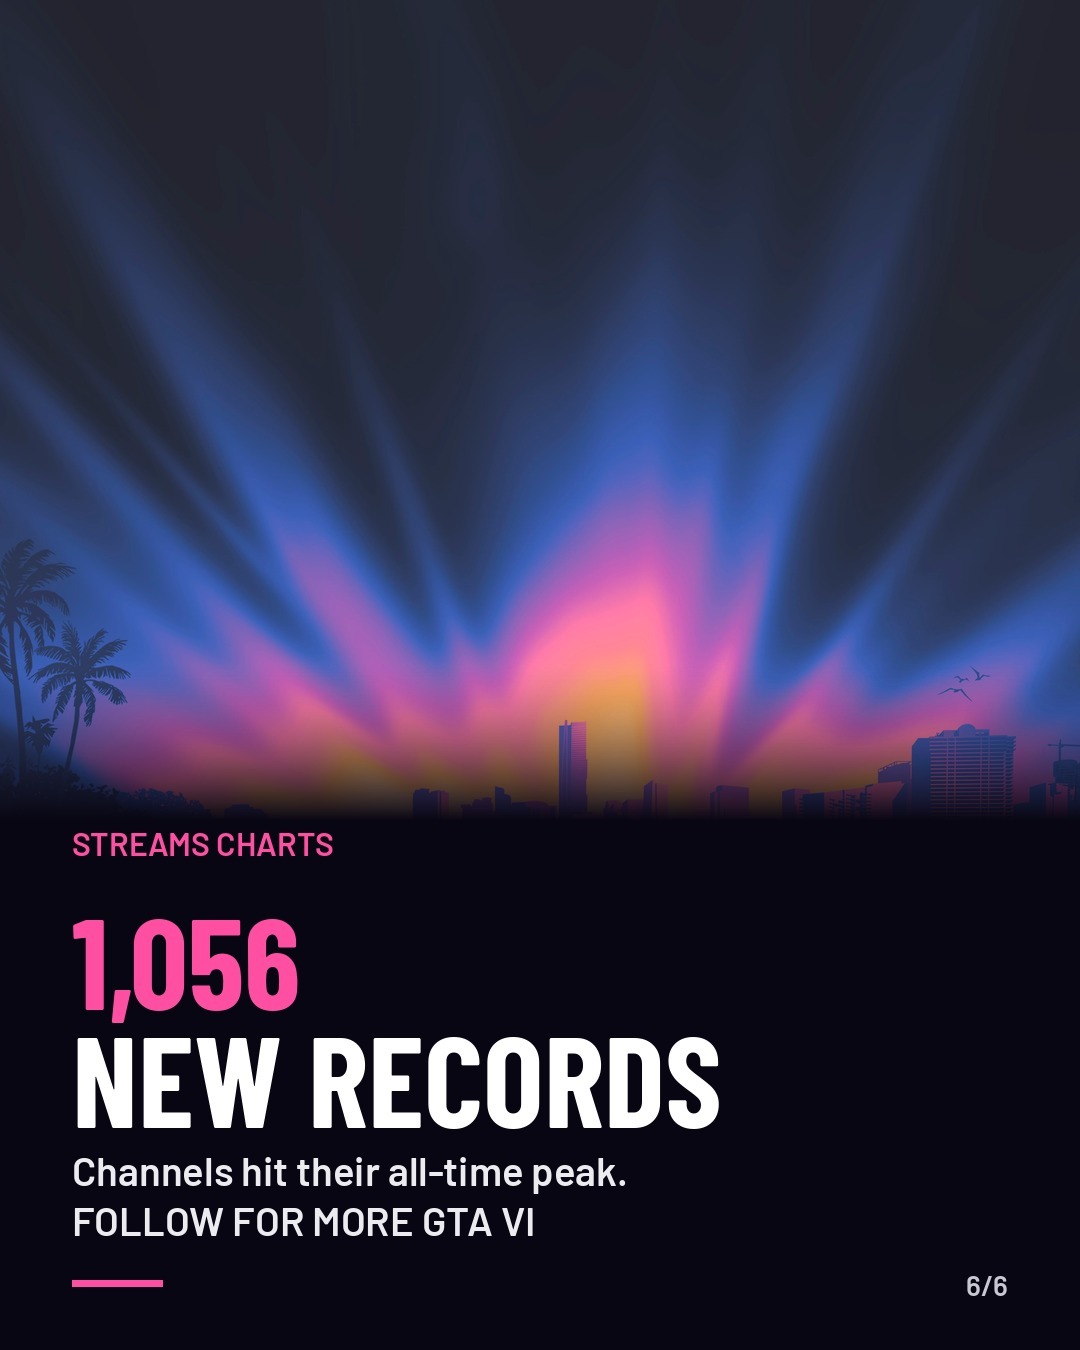 STREAMS CHARTS
1,056
NEW RECORDS
Channels hit their all-time peak.
FOLLOW FOR MORE GTA VI
6/6